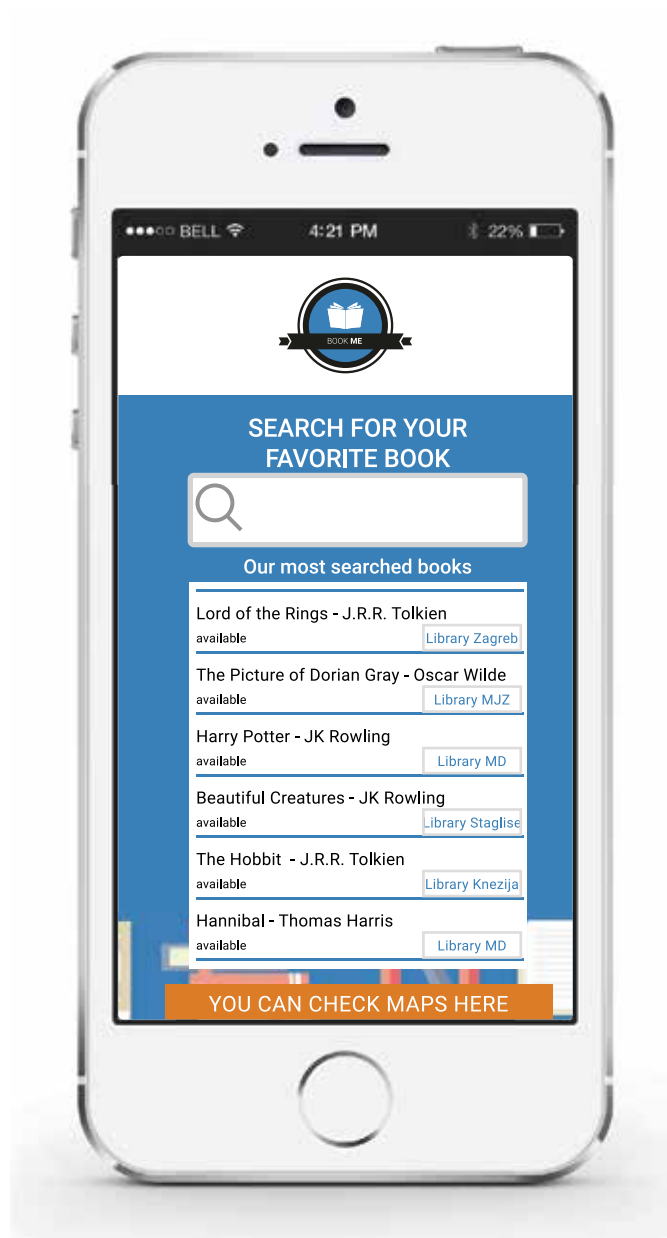 BELL
4:21 PM
22%
BOOK ME
SEARCH FOR YOUR
FAVORITE BOOK
Our most searched books
Lord of the Rings - J.R.R. Tolkien
available
Library Zagreb
The Picture of Dorian Gray - Oscar Wilde
available
Library MJZ
Harry Potter - JK Rowling
available
Library MD
Beautiful Creatures - JK Rowling
available
Library Staglise
The Hobbit - J.R.R. Tolkien
available
Library Knezija
Hannibal - Thomas Harris
available
Library MD
YOU CAN CHECK MAPS HERE